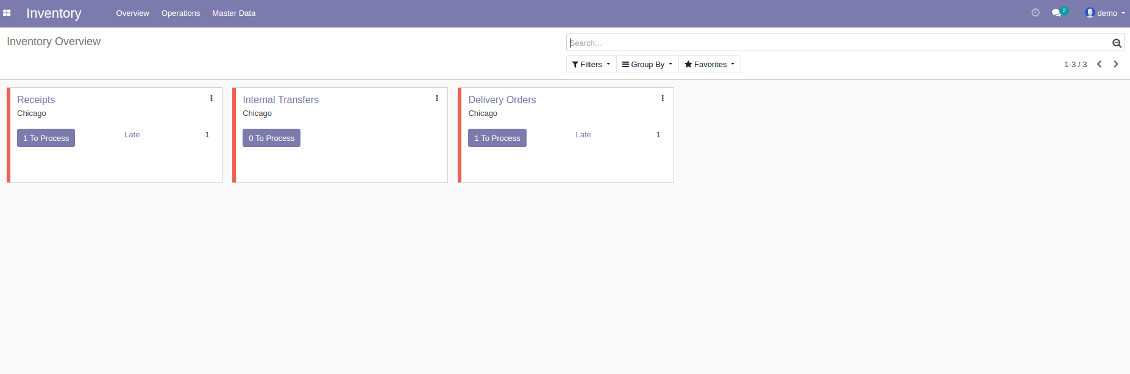 Inventory Overview Operations Master Data 2 demo
Inventory Overview Search...
Filters Group By Favorites 1-3 / 3
Receipts Internal Transfers Delivery Orders
Chicago Chicago Chicago
1 To Process Late 1 0 To Process 1 To Process Late 1